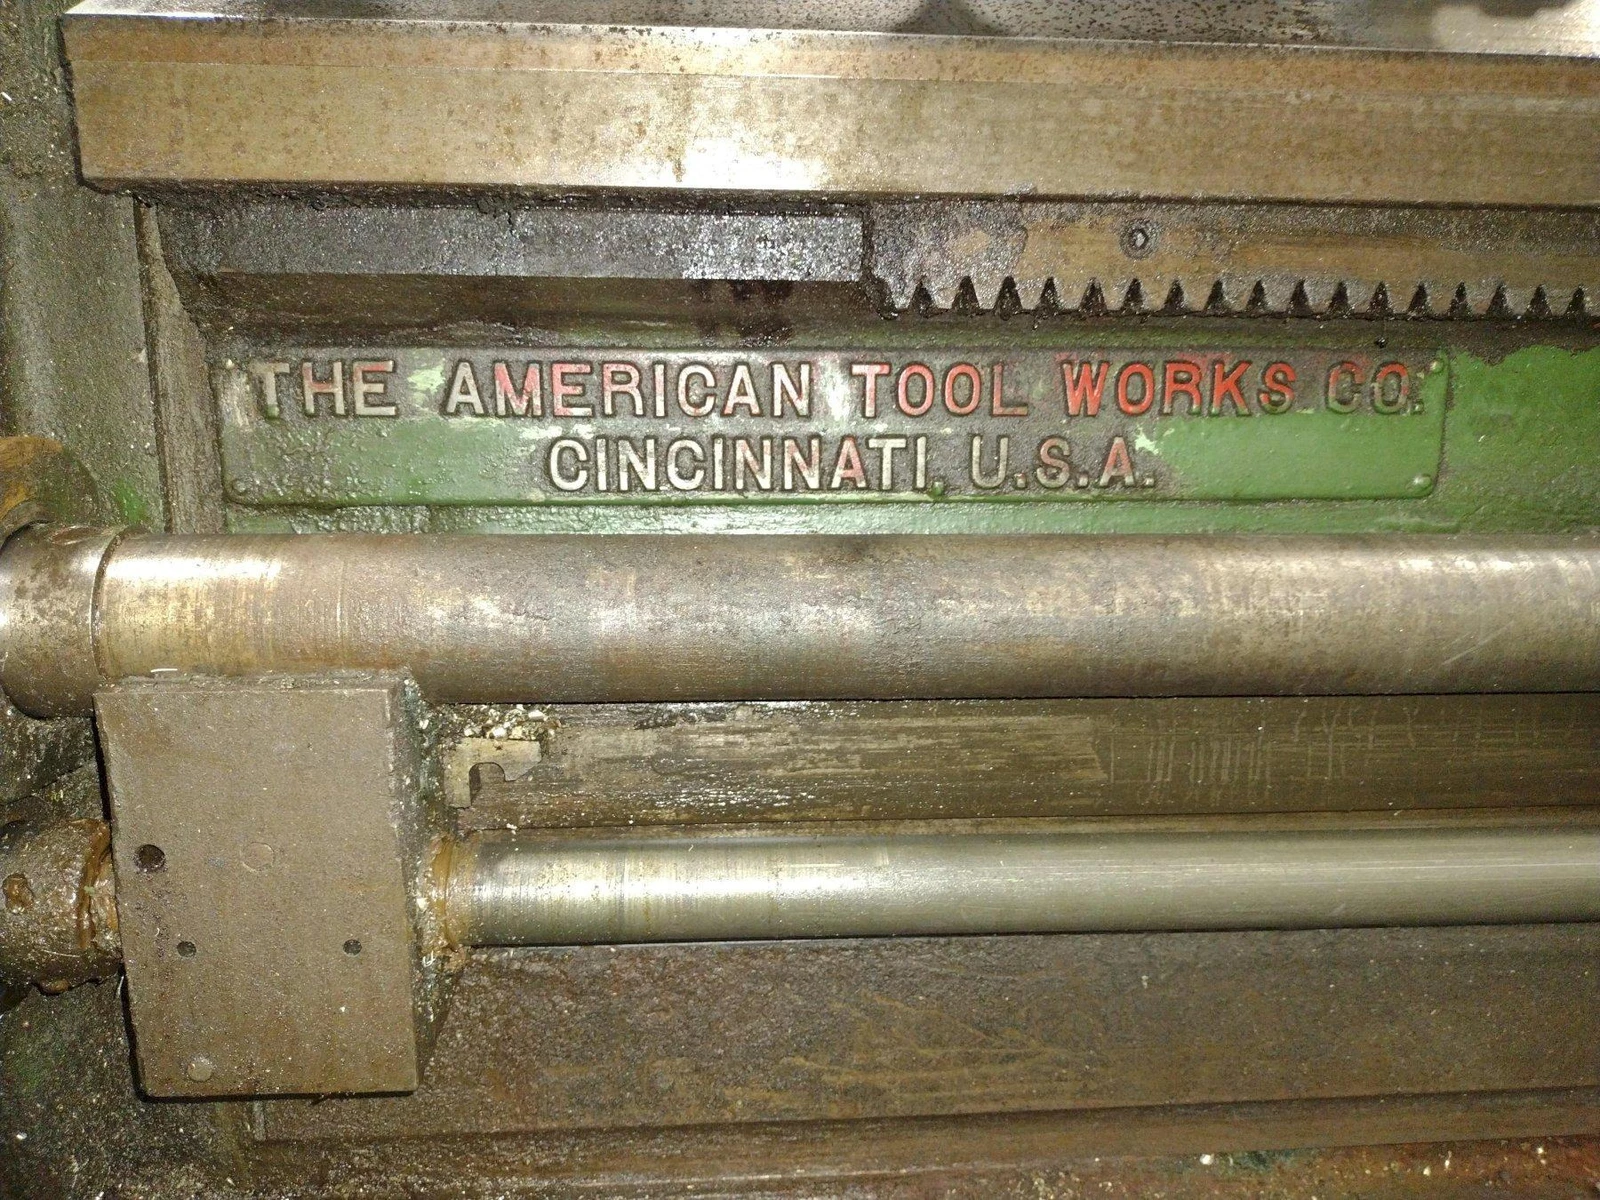 THE AMERICAN TOOL WORKS CO.
CINCINNATI, U.S.A.